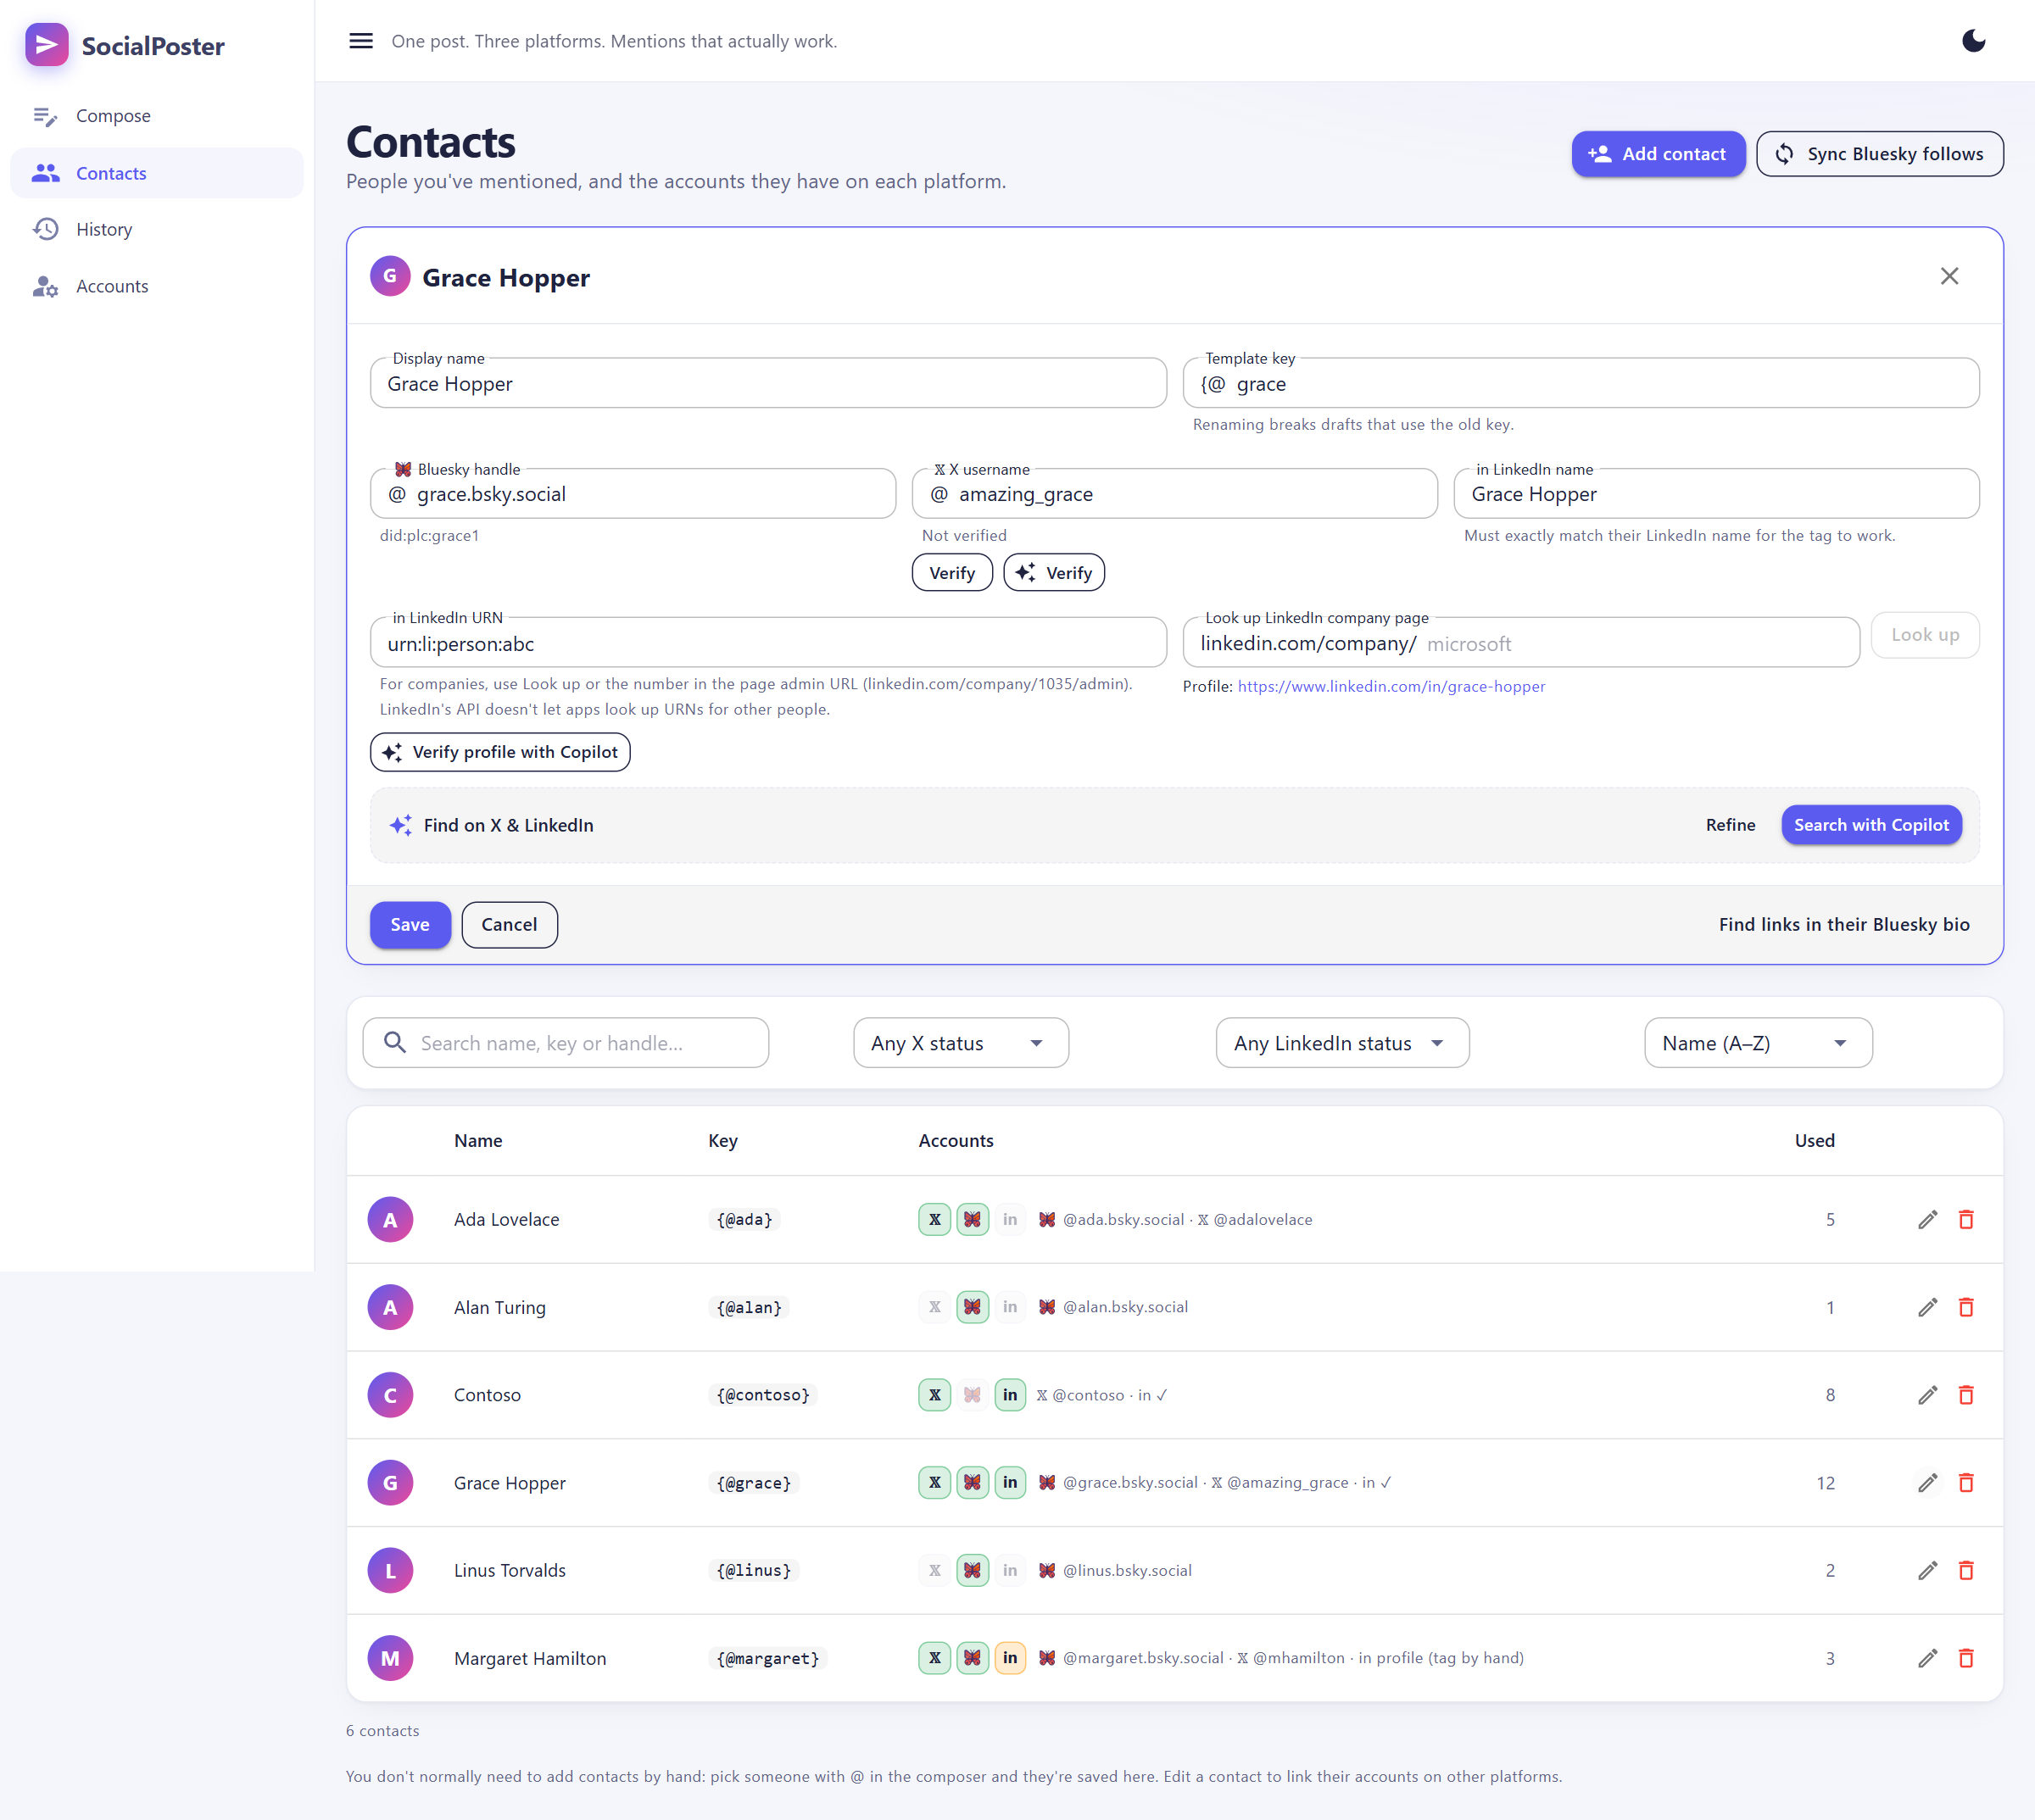 SocialPoster
One post. Three platforms. Mentions that actually work.
Compose
Contacts
History
Accounts
Contacts
People you've mentioned, and the accounts they have on each platform.
Add contact
Sync Bluesky follows
G
Grace Hopper
Display name
Grace Hopper
Template key
{@ grace
Renaming breaks drafts that use the old key.
🦋 Bluesky handle
@ grace.bsky.social
did:plc:grace1
𝕏 X username
@ amazing_grace
Not verified
Verify
Verify
in LinkedIn name
Grace Hopper
Must exactly match their LinkedIn name for the tag to work.
in LinkedIn URN
urn:li:person:abc
For companies, use Look up or the number in the page admin URL (linkedin.com/company/1035/admin).
LinkedIn's API doesn't let apps look up URNs for other people.
Look up LinkedIn company page
linkedin.com/company/ microsoft
Look up
Profile: https://www.linkedin.com/in/grace-hopper
Verify profile with Copilot
Find on X & LinkedIn
Refine
Search with Copilot
Save
Cancel
Find links in their Bluesky bio
Search name, key or handle...
Any X status
Any LinkedIn status
Name (A–Z)
Name Key Accounts Used
A Ada Lovelace {@ada} 𝕏 🦋 in 🦋 @ada.bsky.social · 𝕏 @adalovelace 5
A Alan Turing {@alan} 𝕏 🦋 in 🦋 @alan.bsky.social 1
C Contoso {@contoso} 𝕏 🦋 in 𝕏 @contoso · in ✓ 8
G Grace Hopper {@grace} 𝕏 🦋 in 🦋 @grace.bsky.social · 𝕏 @amazing_grace · in ✓ 12
L Linus Torvalds {@linus} 𝕏 🦋 in 🦋 @linus.bsky.social 2
M Margaret Hamilton {@margaret} 𝕏 🦋 in 🦋 @margaret.bsky.social · 𝕏 @mhamilton · in profile (tag by hand) 3
6 contacts
You don't normally need to add contacts by hand: pick someone with @ in the composer and they're saved here. Edit a contact to link their accounts on other platforms.